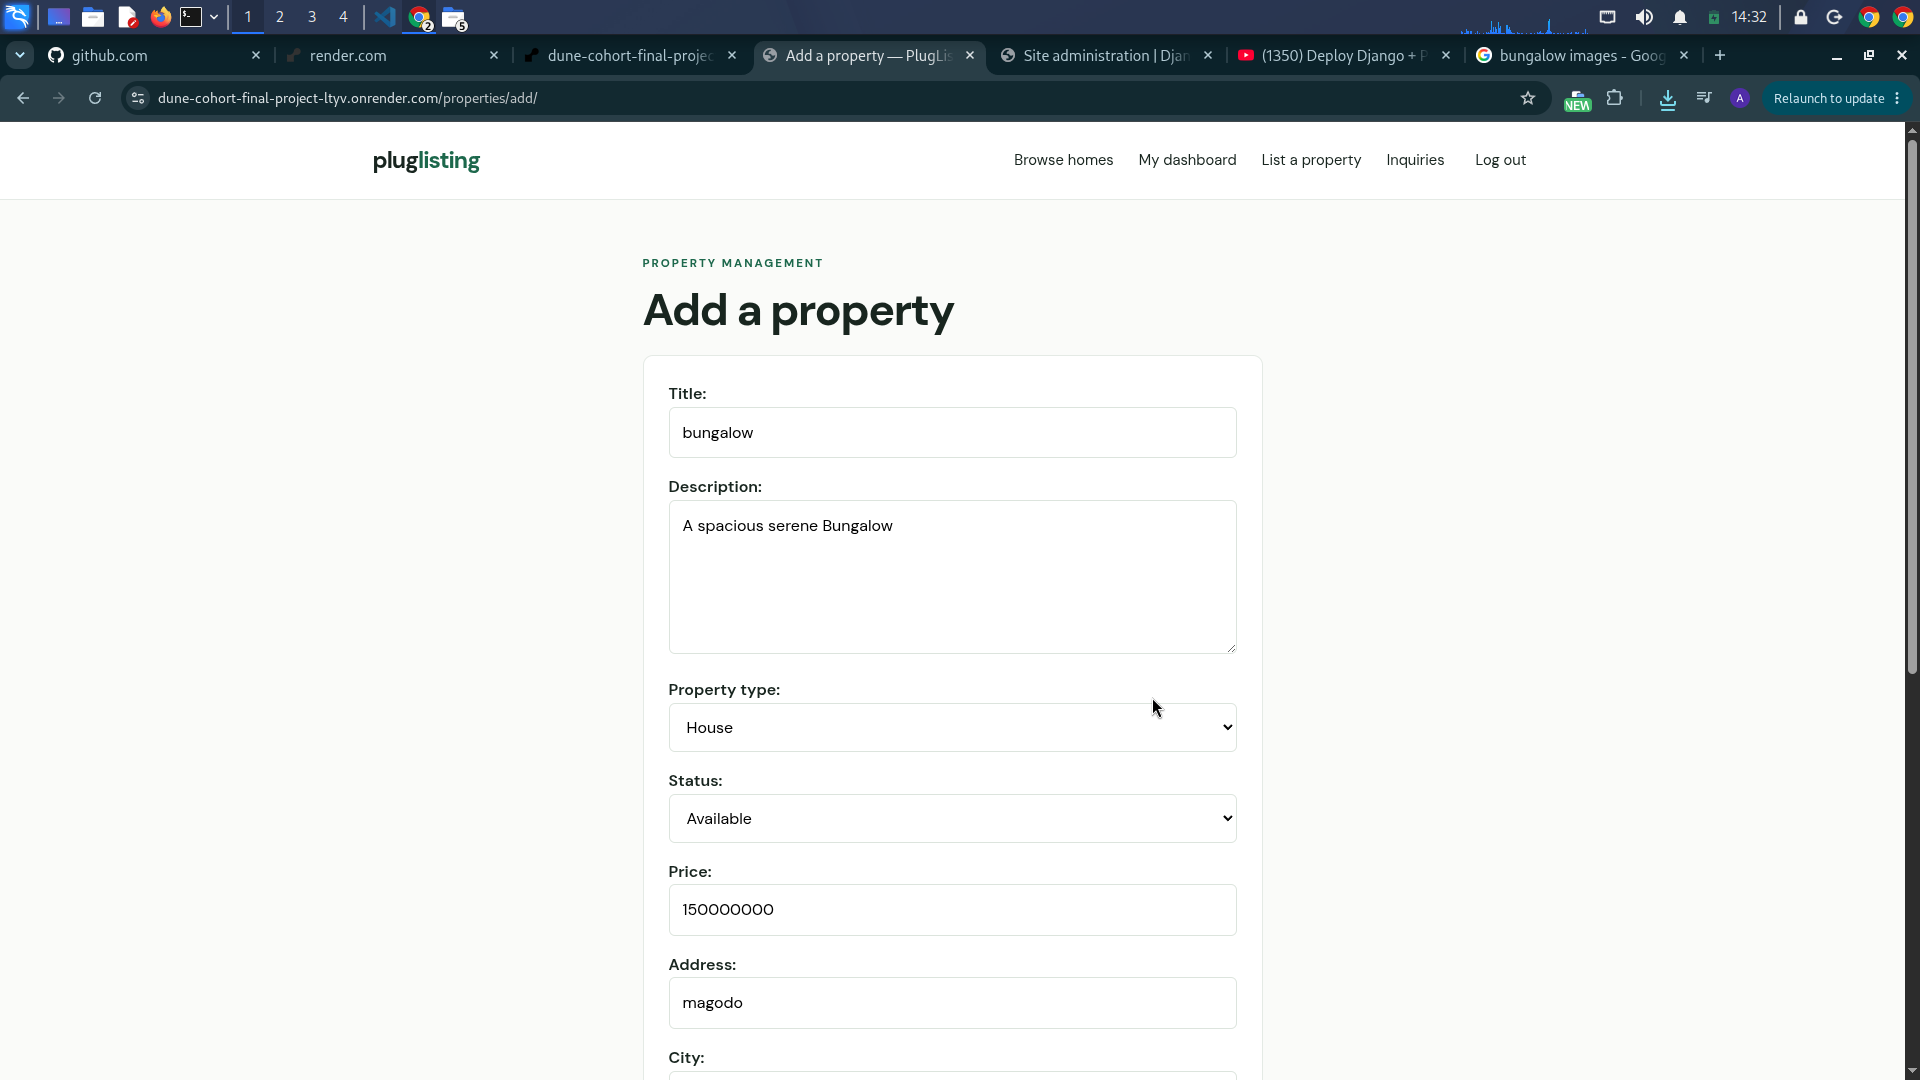 1 2 3 4 2 5 14:32
github.com render.com dune-cohort-final-projec Add a property — PlugLis Site administration | Djan (1350) Deploy Django + P bungalow images - Goog
dune-cohort-final-project-ltyv.onrender.com/properties/add/ NEW A Relaunch to update
pluglisting Browse homes My dashboard List a property Inquiries Log out
PROPERTY MANAGEMENT
Add a property
Title:
bungalow
Description:
A spacious serene Bungalow
Property type:
House
Status:
Available
Price:
150000000
Address:
magodo
City: